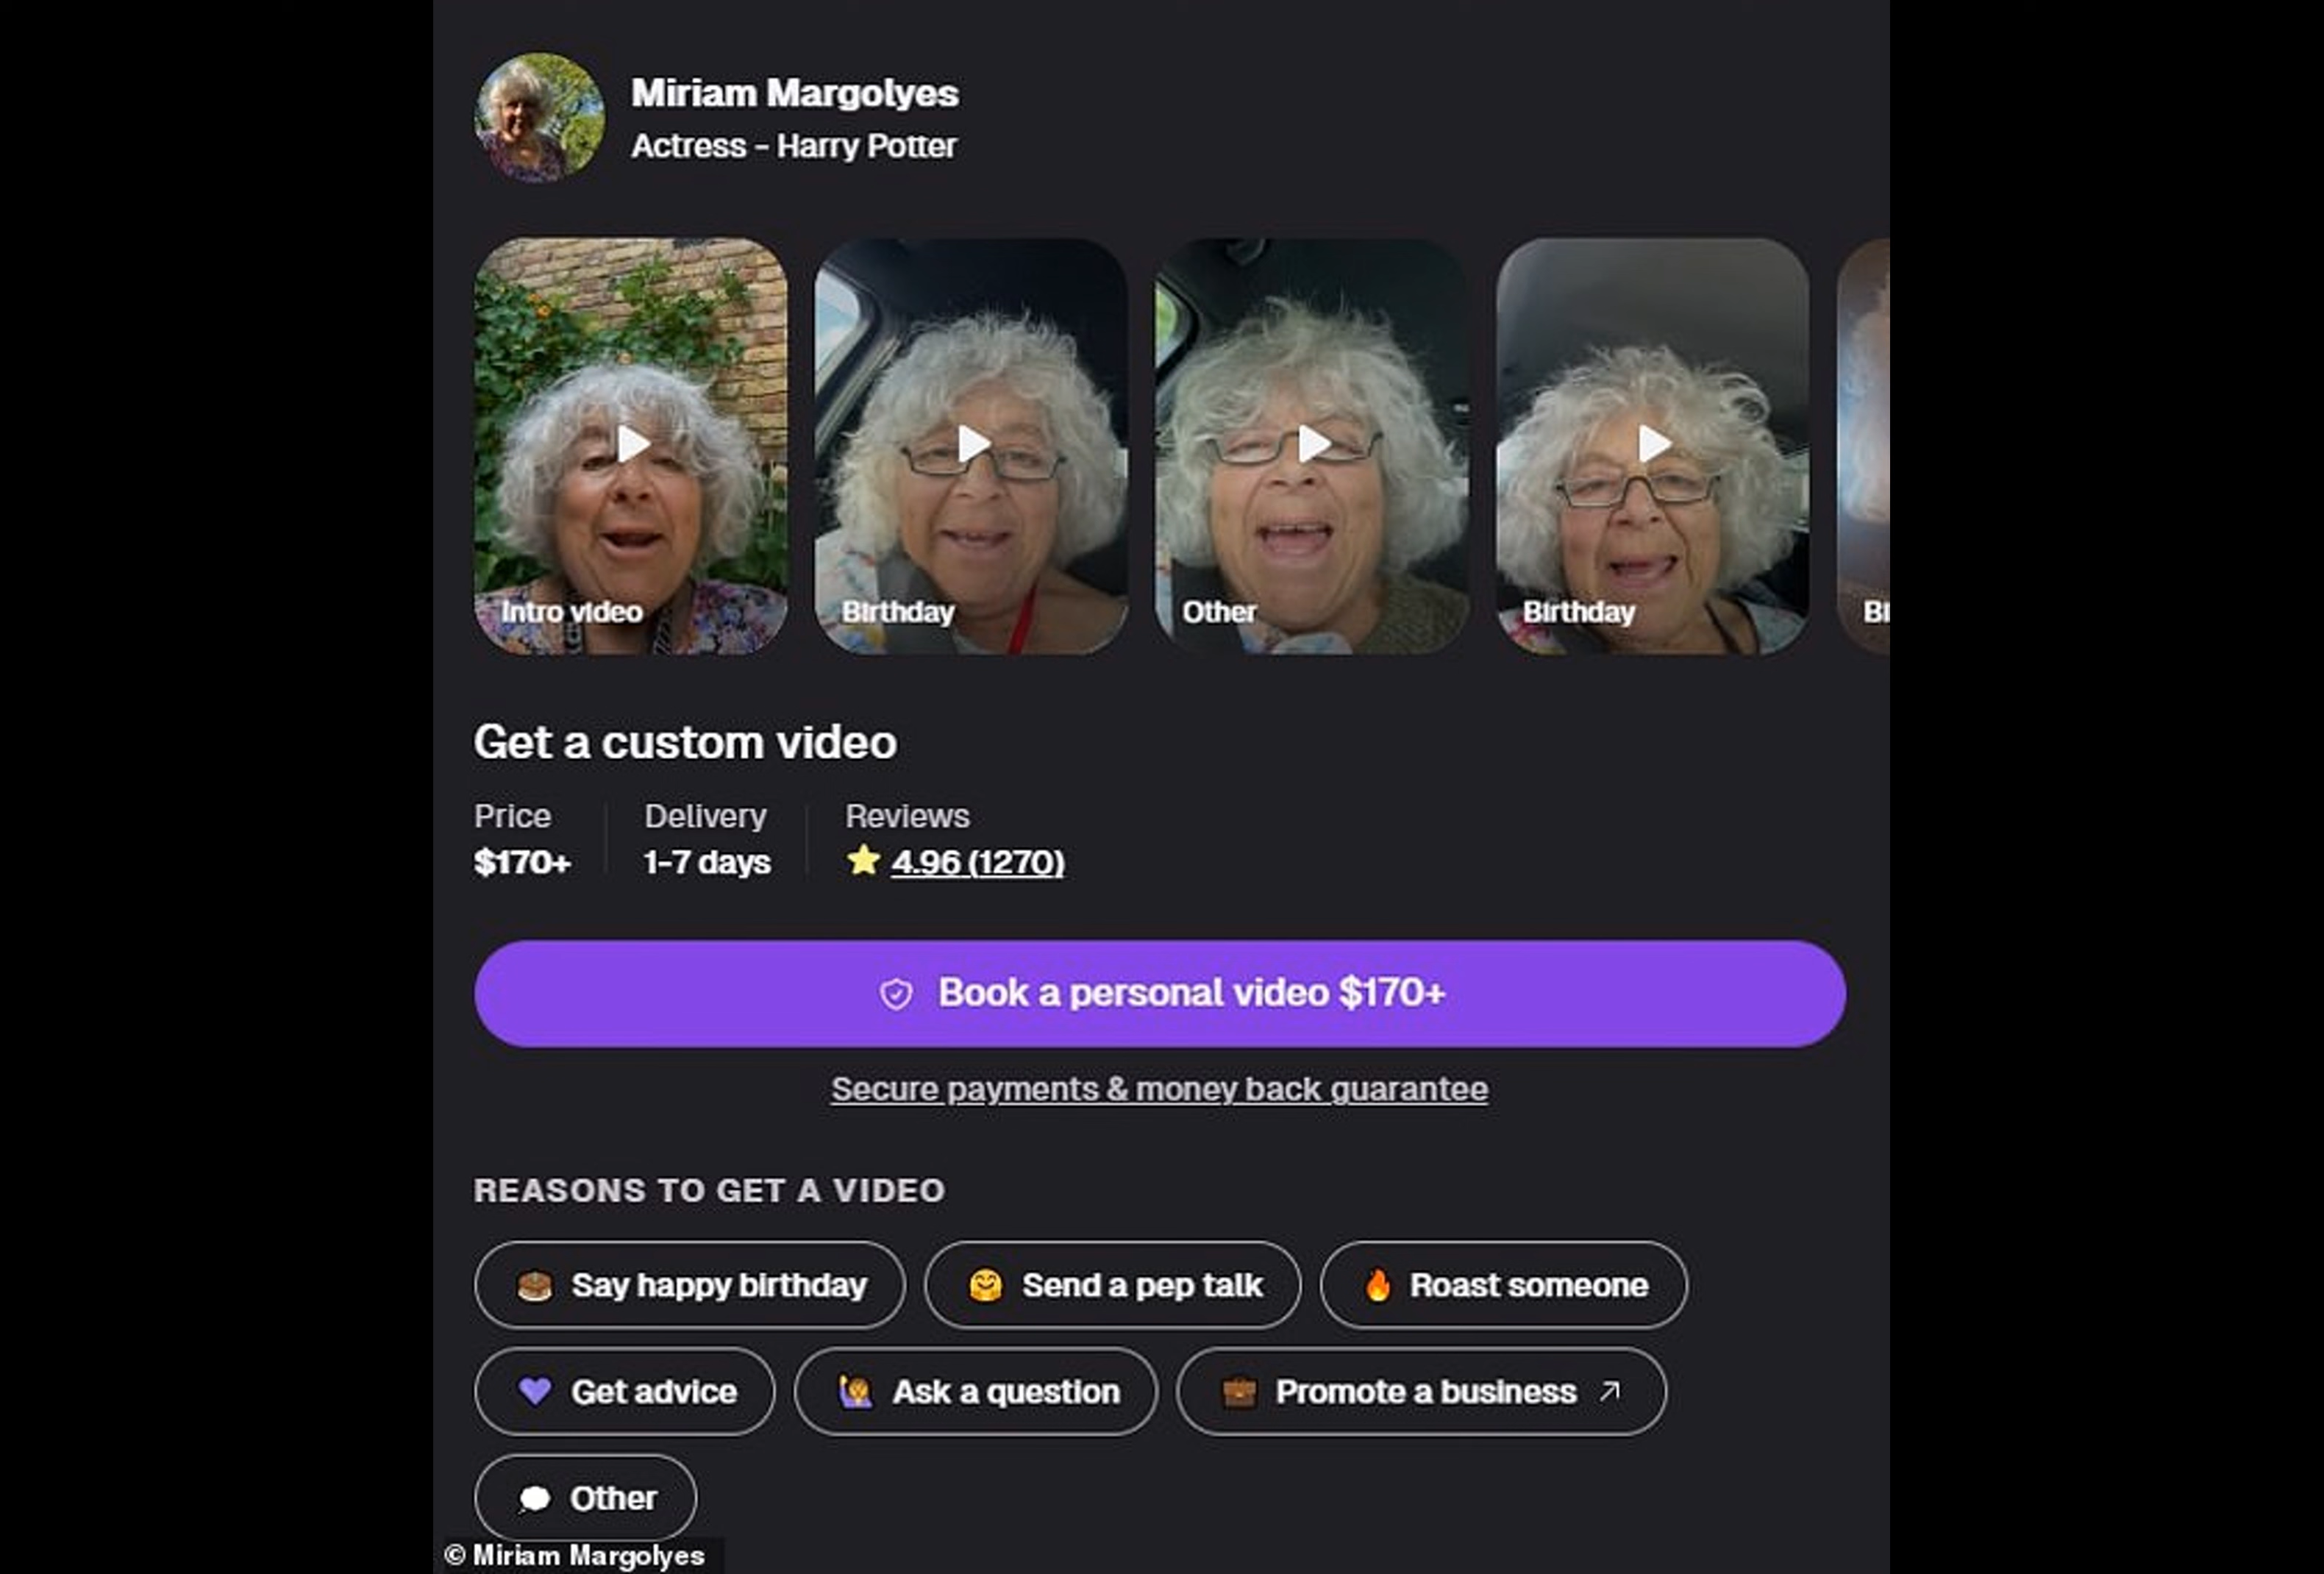 Miriam Margolyes
Actress - Harry Potter
Intro video
Birthday
Other
Birthday
Get a custom video
Price
Delivery
Reviews
$170+
1-7 days
4.96 (1270)
Book a personal video $170+
Secure payments & money back guarantee
REASONS TO GET A VIDEO
Say happy birthday
Send a pep talk
Roast someone
Get advice
Ask a question
Promote a business
Other
© Miriam Margolyes